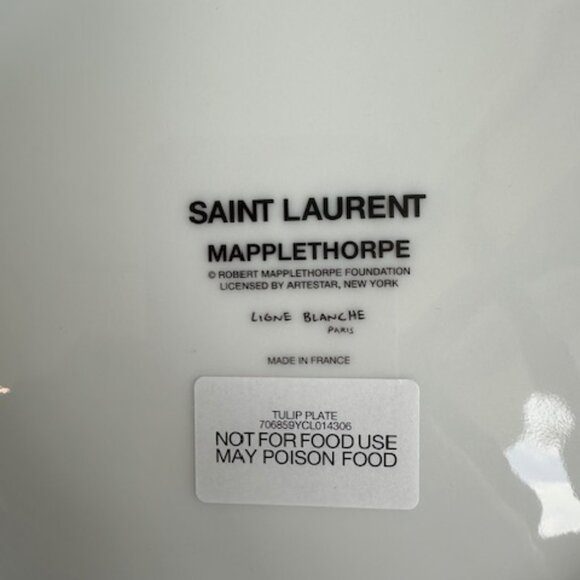 SAINT LAURENT
MAPPLETHORPE
© ROBERT MAPPLETHORPE FOUNDATION
LICENSED BY ARTESTAR, NEW YORK
LIGNE BLANCHE
PARIS
MADE IN FRANCE
TULIP PLATE
706859YCL014306
NOT FOR FOOD USE
MAY POISON FOOD